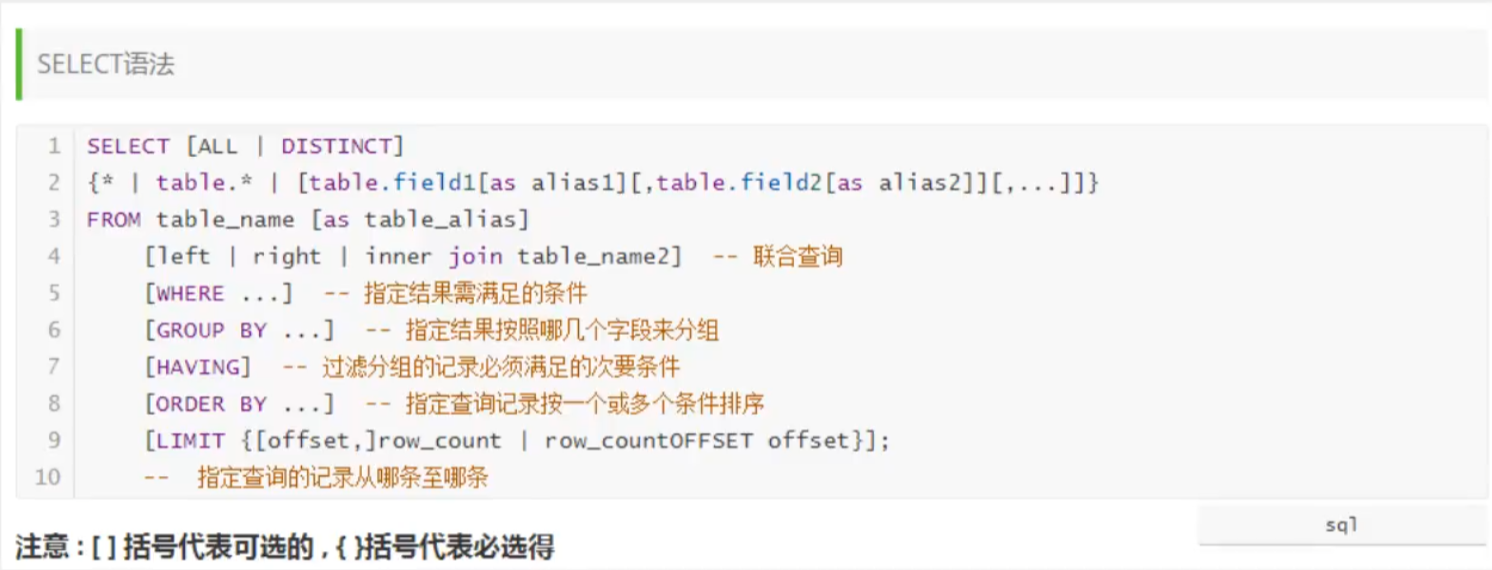 SELECT语法
1 SELECT [ALL | DISTINCT]
2 {* | table.* | [table.field1[as alias1][,table.field2[as alias2]][,...]]}
3 FROM table_name [as table_alias]
4 [left | right | inner join table_name2] -- 联合查询
5 [WHERE ...] -- 指定结果需满足的条件
6 [GROUP BY ...] -- 指定结果按照哪几个字段来分组
7 [HAVING] -- 过滤分组的记录必须满足的次要条件
8 [ORDER BY ...] -- 指定查询记录按一个或多个条件排序
9 [LIMIT {[offset,]row_count | row_countOFFSET offset}];
10 -- 指定查询的记录从哪条至哪条
sql
注意 : [ ] 括号代表可选的 , { }括号代表必选得